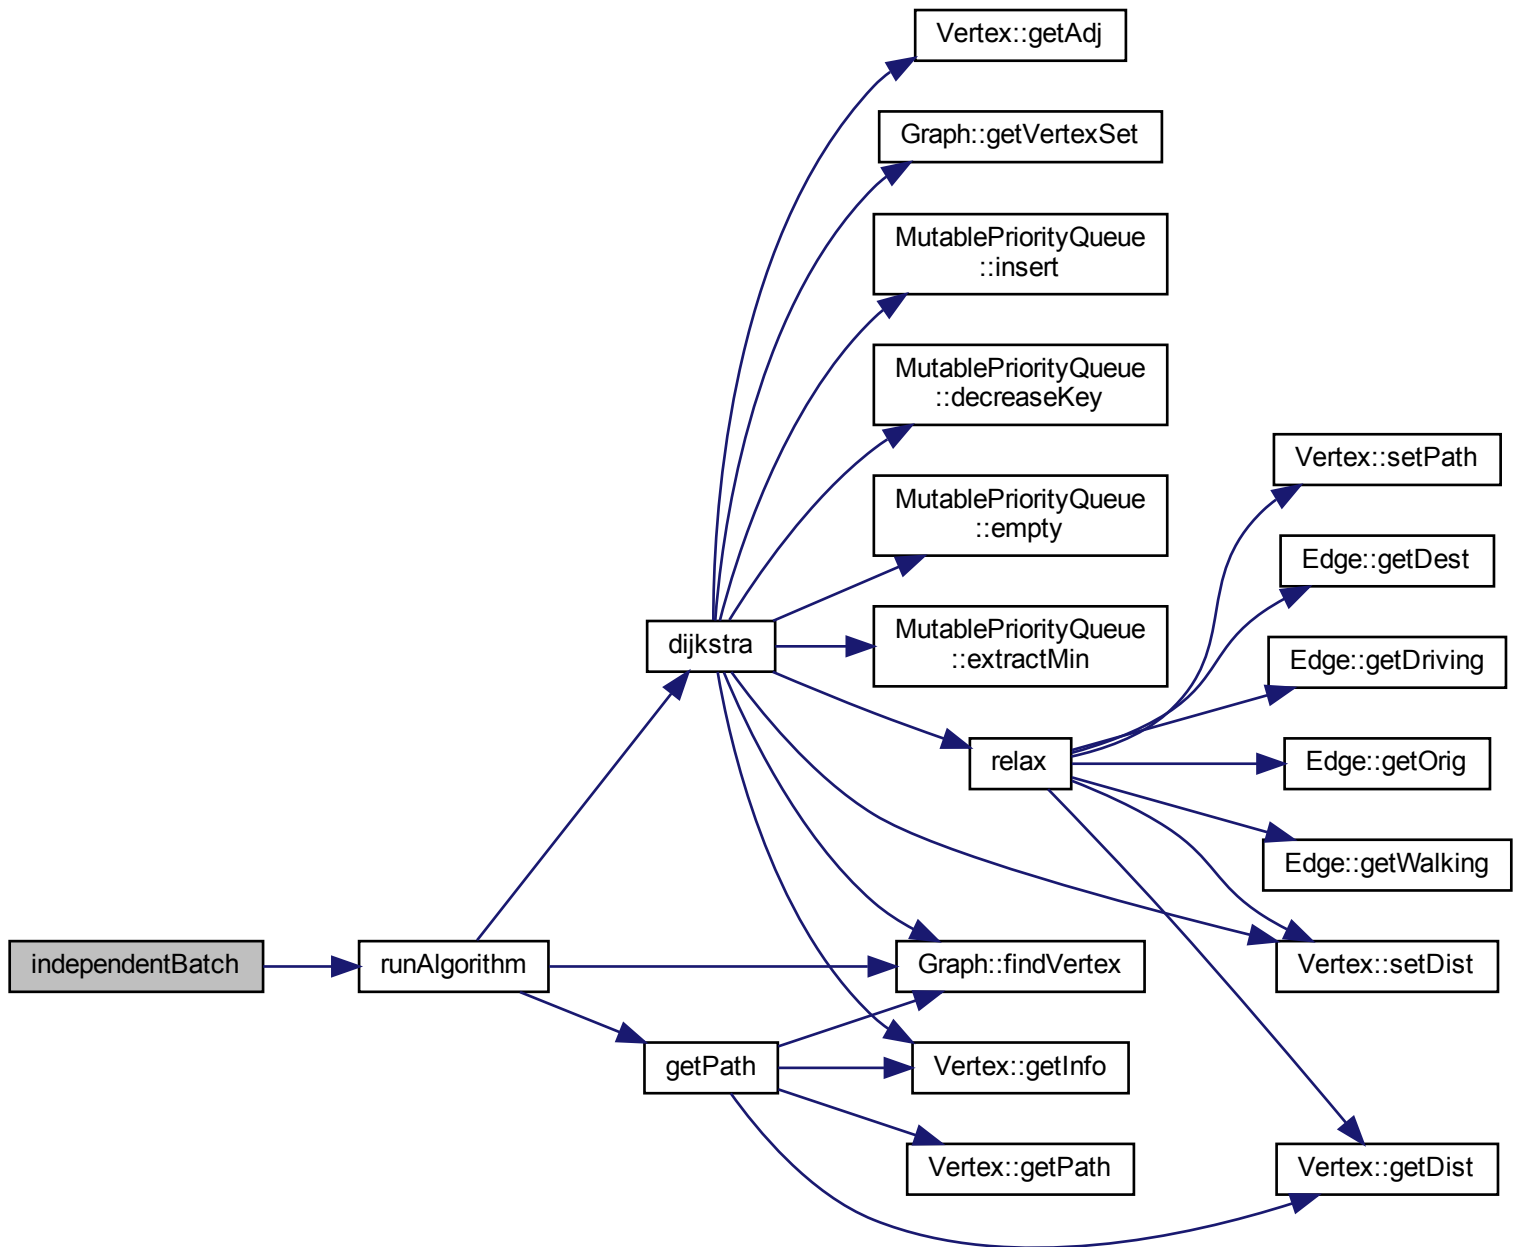 Vertex::getAdj
Graph::getVertexSet
MutablePriorityQueue
::insert
MutablePriorityQueue
::decreaseKey
MutablePriorityQueue
::empty
MutablePriorityQueue
::extractMin
Vertex::setPath
Edge::getDest
Edge::getDriving
Edge::getOrig
Edge::getWalking
dijkstra
relax
independentBatch
runAlgorithm
Graph::findVertex
Vertex::setDist
getPath
Vertex::getInfo
Vertex::getPath
Vertex::getDist